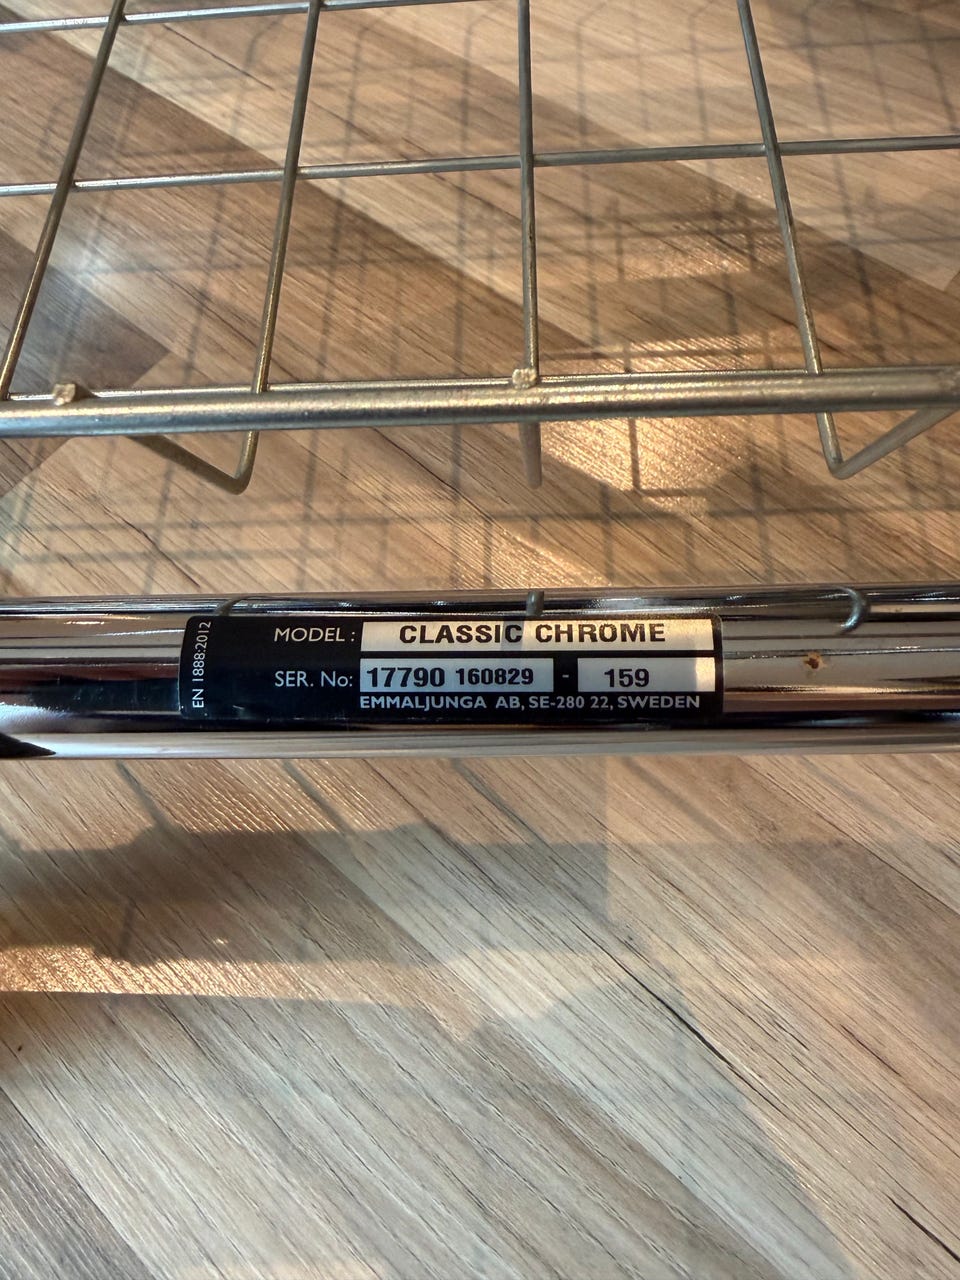 EN 1888:2012
MODEL: CLASSIC CHROME
SER. No: 17790 160829 - 159
EMMALJUNGA AB, SE-280 22, SWEDEN